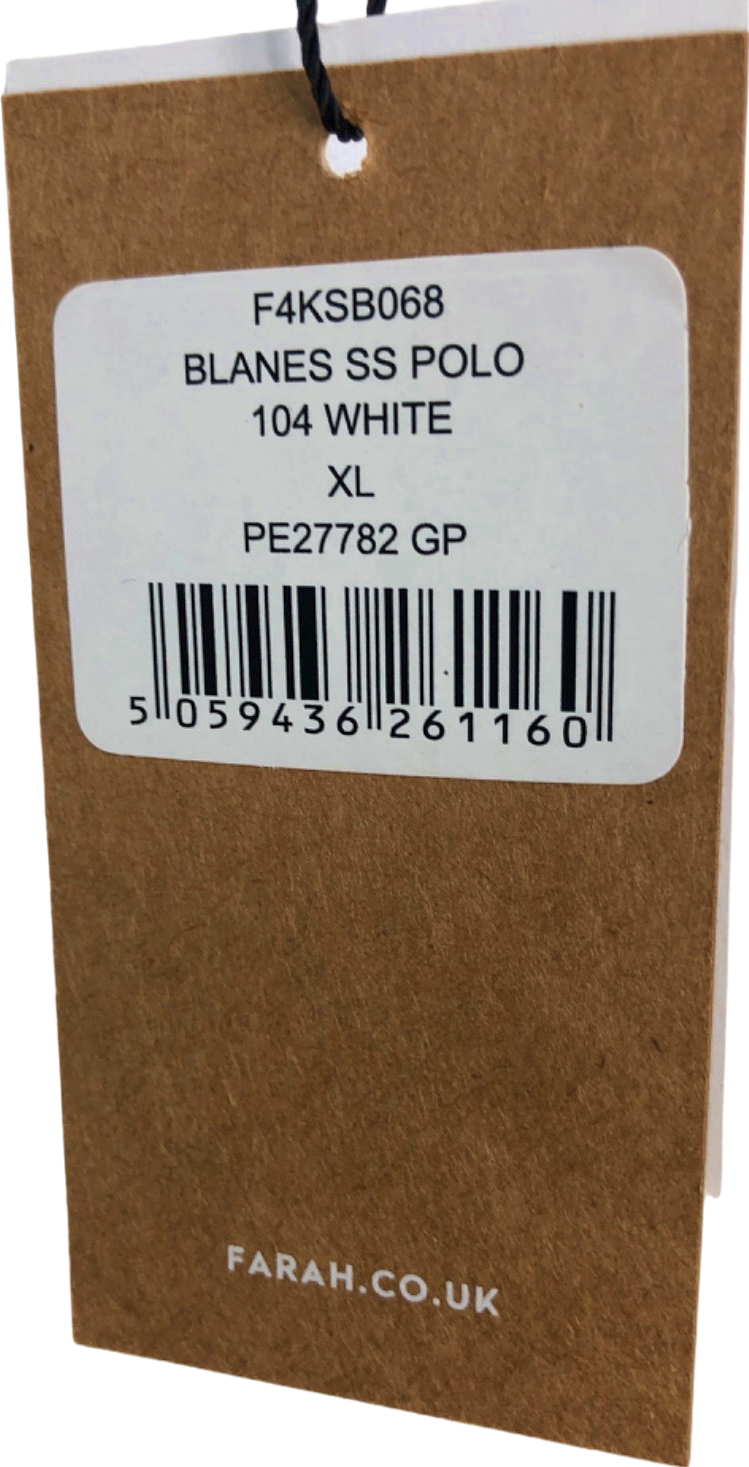 F4KSB068
BLANES SS POLO
104 WHITE
XL
PE27782 GP
5 059436 261160
FARAH.CO.UK